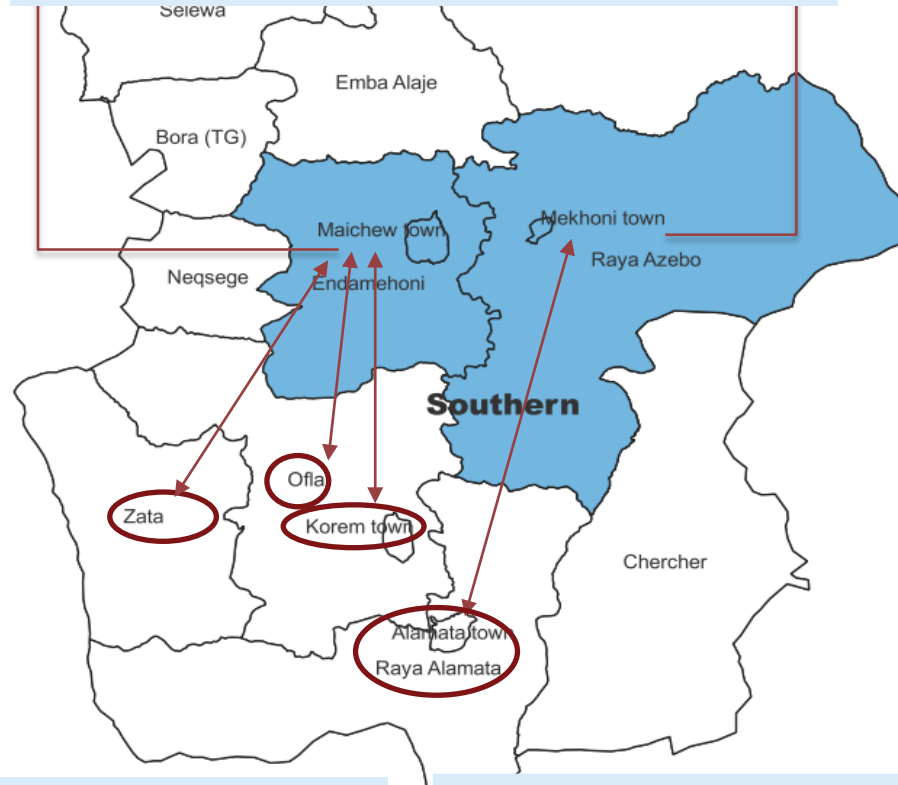 Selewa
Emba Alaje
Bora (TG)
Mekhoni town
Maichew town
Raya Azebo
Neqsege
Endamehoni
Southern
Ofla
Zata
Korem town
Chercher
Alamata town
Raya Alamata